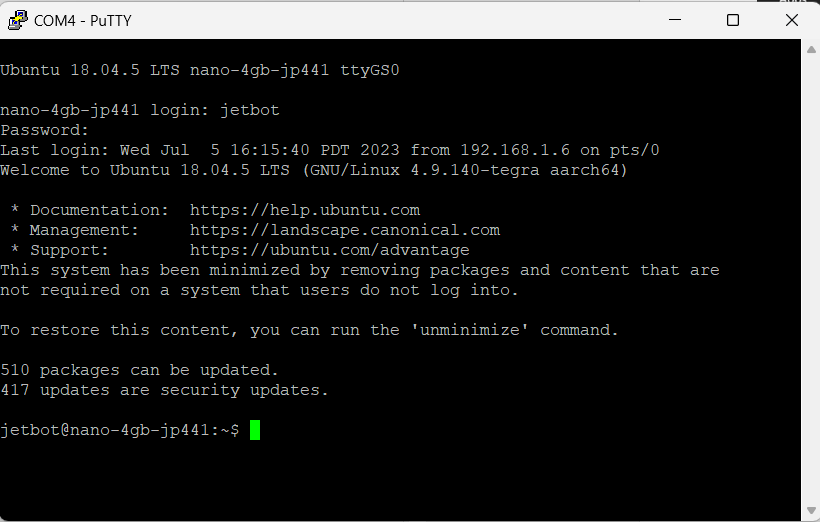 COM4 - PuTTY
Ubuntu 18.04.5 LTS nano-4gb-jp441 ttyGS0
nano-4gb-jp441 login: jetbot
Password:
Last login: Wed Jul  5 16:15:40 PDT 2023 from 192.168.1.6 on pts/0
Welcome to Ubuntu 18.04.5 LTS (GNU/Linux 4.9.140-tegra aarch64)
 * Documentation:  https://help.ubuntu.com
 * Management:     https://landscape.canonical.com
 * Support:        https://ubuntu.com/advantage
This system has been minimized by removing packages and content that are
not required on a system that users do not log into.
To restore this content, you can run the 'unminimize' command.
510 packages can be updated.
417 updates are security updates.
jetbot@nano-4gb-jp441:~$